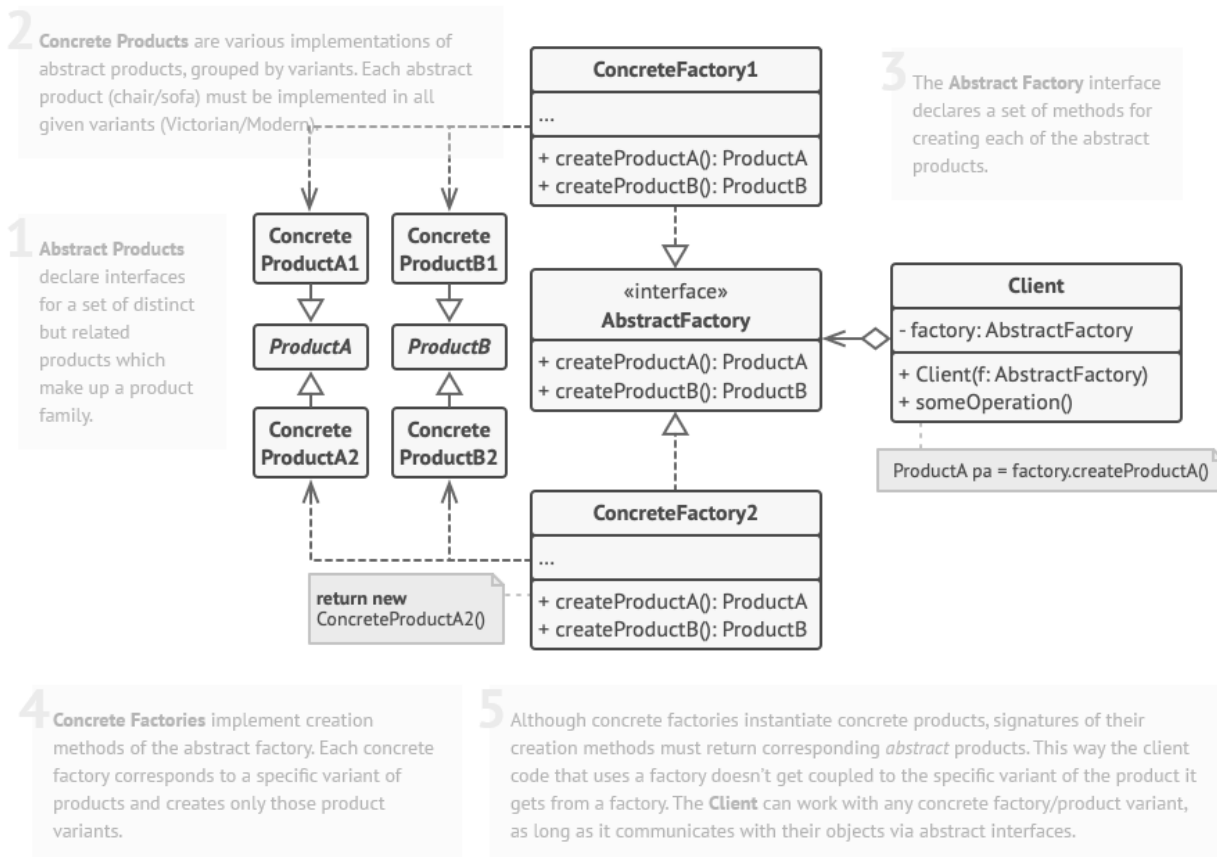 2
Concrete Products are various implementations of
abstract products, grouped by variants. Each abstract
product (chair/sofa) must be implemented in all
given variants (Victorian/Modern).
ConcreteFactory1
...
+ createProductA(): ProductA
+ createProductB(): ProductB
3
The Abstract Factory interface
declares a set of methods for
creating each of the abstract
products.
1
Abstract Products
declare interfaces
for a set of distinct
but related
products which
make up a product
family.
Concrete
ProductA1
Concrete
ProductB1
ProductA
ProductB
Concrete
ProductA2
Concrete
ProductB2
«interface»
AbstractFactory
+ createProductA(): ProductA
+ createProductB(): ProductB
Client
- factory: AbstractFactory
+ Client(f: AbstractFactory)
+ someOperation()
ProductA pa = factory.createProductA()
ConcreteFactory2
...
+ createProductA(): ProductA
+ createProductB(): ProductB
return new
ConcreteProductA2()
4
Concrete Factories implement creation
methods of the abstract factory. Each concrete
factory corresponds to a specific variant of
products and creates only those product
variants.
5
Although concrete factories instantiate concrete products, signatures of their
creation methods must return corresponding abstract products. This way the client
code that uses a factory doesn't get coupled to the specific variant of the product it
gets from a factory. The Client can work with any concrete factory/product variant,
as long as it communicates with their objects via abstract interfaces.